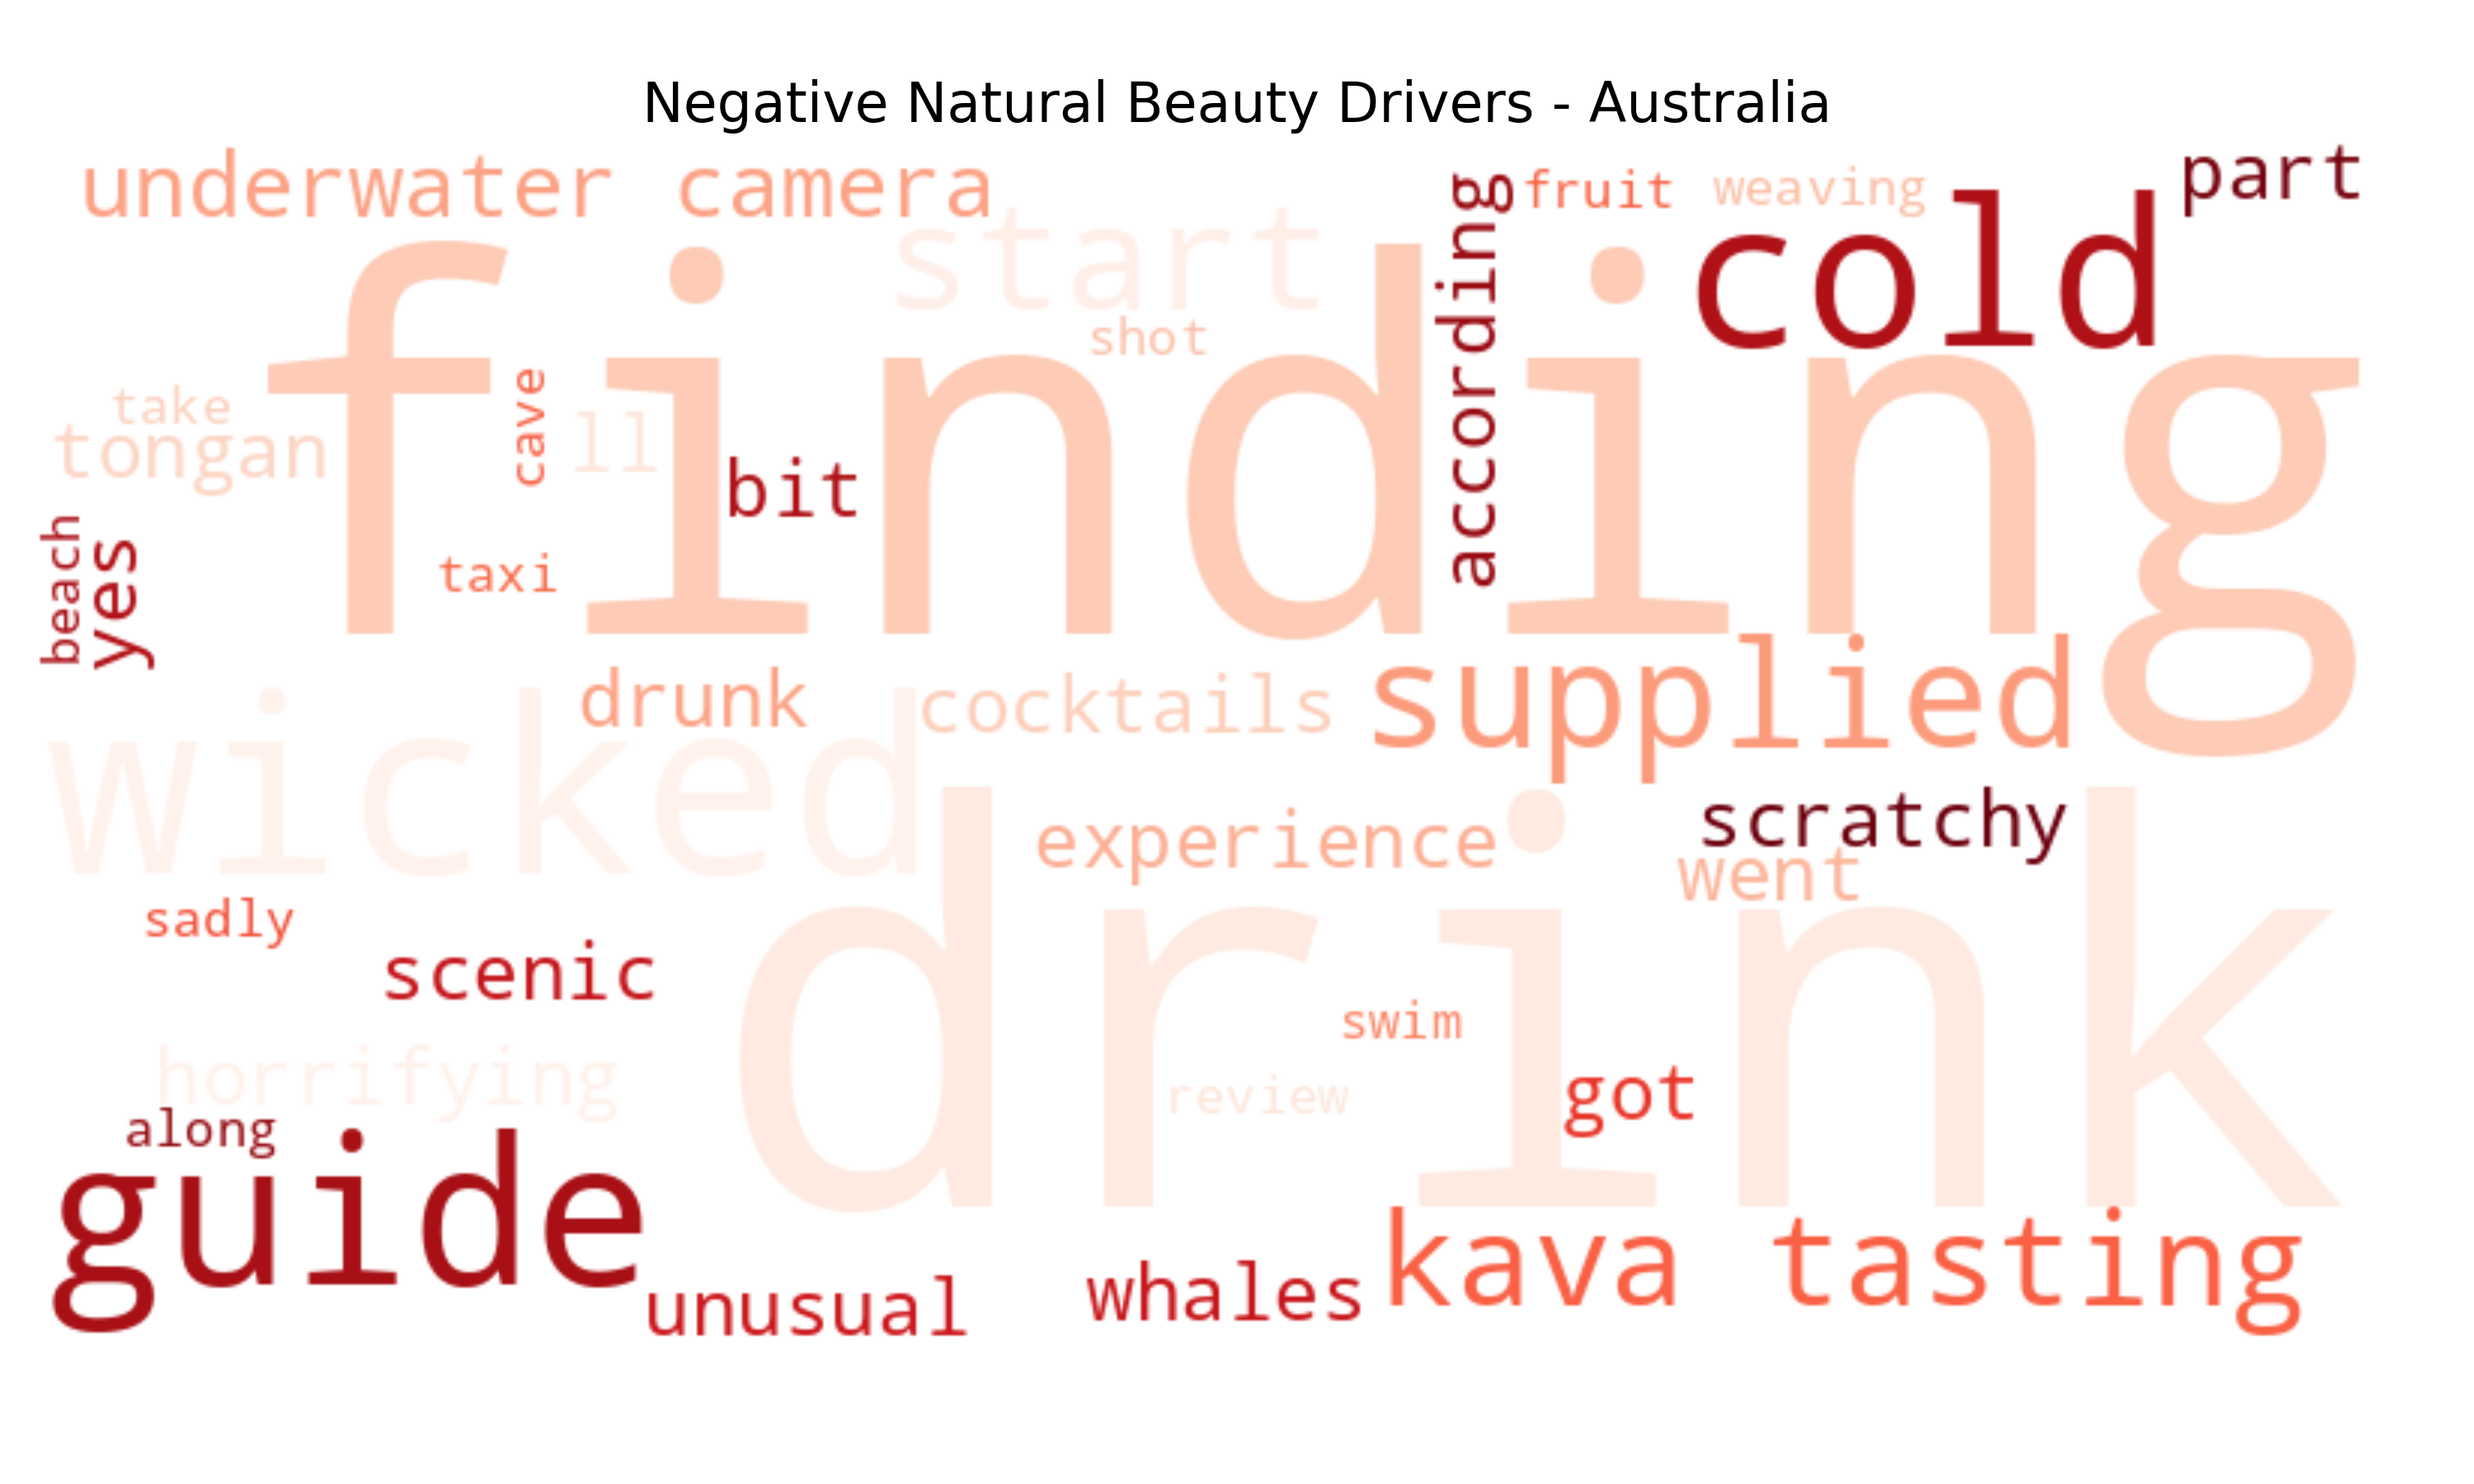 Negative Natural Beauty Drivers - Australia
underwater camera
start
according
fruit
weaving
part
cold
finding
shot
take
tongan
cave
ll
bit
beach
yes
taxi
drunk
cocktails
supplied
wicked
experience
scratchy
went
sadly
scenic
drink
swim
horrifying
review
got
along
guide
unusual
whales
kava tasting